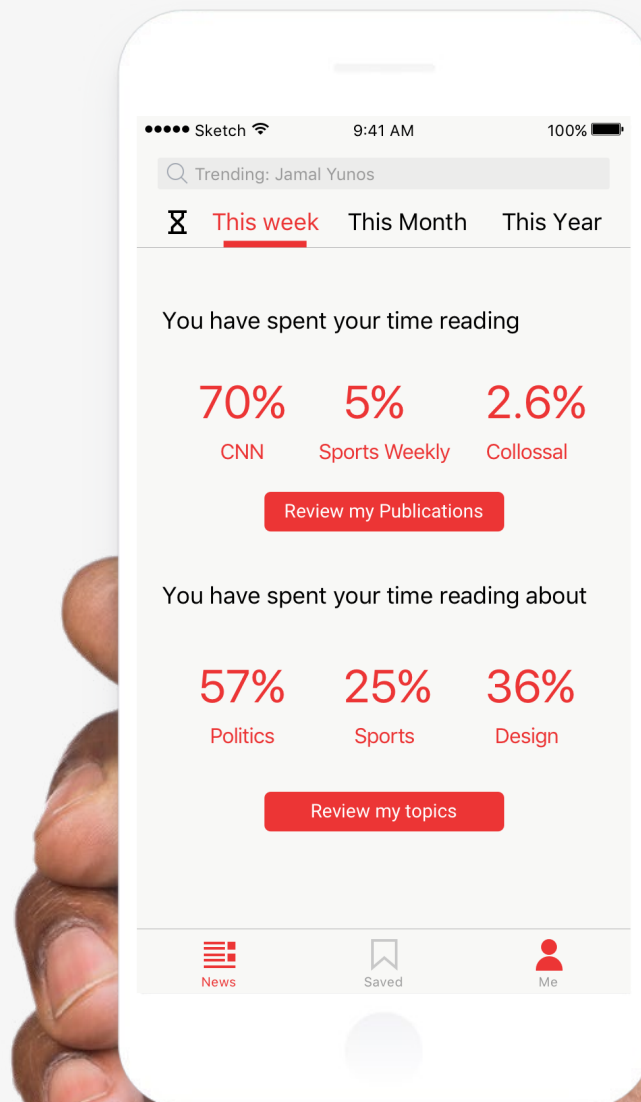 Sketch 9:41 AM 100%
Trending: Jamal Yunos
This week This Month This Year
You have spent your time reading
70% 5% 2.6%
CNN Sports Weekly Collossal
Review my Publications
You have spent your time reading about
57% 25% 36%
Politics Sports Design
Review my topics
News Saved Me